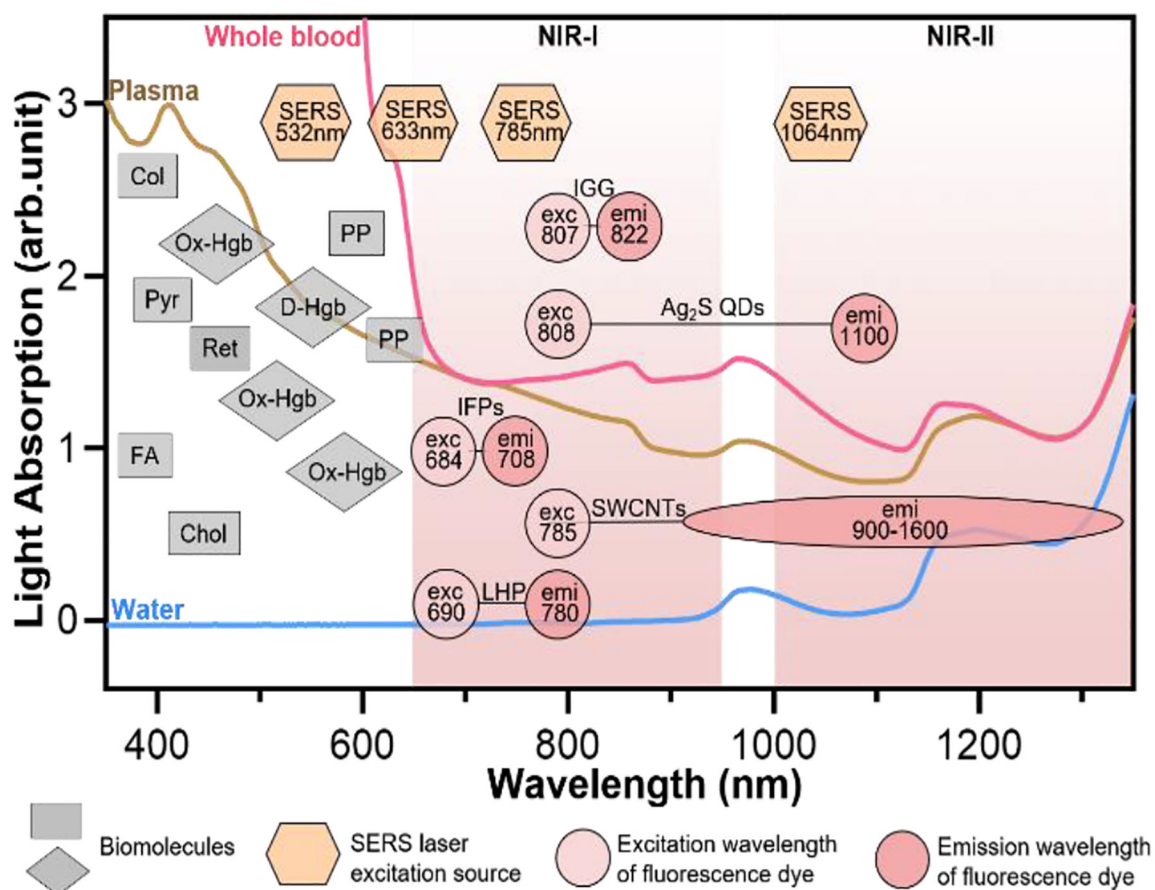 Whole blood
NIR-I
NIR-II
Plasma
3
SERS
532nm
SERS
633nm
SERS
785nm
SERS
1064nm
Col
IGG
exc
807
emi
822
Ox-Hgb
PP
2
Pyr
D-Hgb
Ag₂S QDs
exc
808
emi
1100
Ret
PP
Ox-Hgb
IFPs
1
FA
exc
684
emi
708
Ox-Hgb
Chol
exc
785
SWCNTs
emi
900-1600
Water
exc
690
LHP
emi
780
0
Light Absorption (arb.unit)
400
600
800
1000
1200
Wavelength (nm)
Biomolecules
SERS laser
excitation source
Excitation wavelength
of fluorescence dye
Emission wavelength
of fluorescence dye